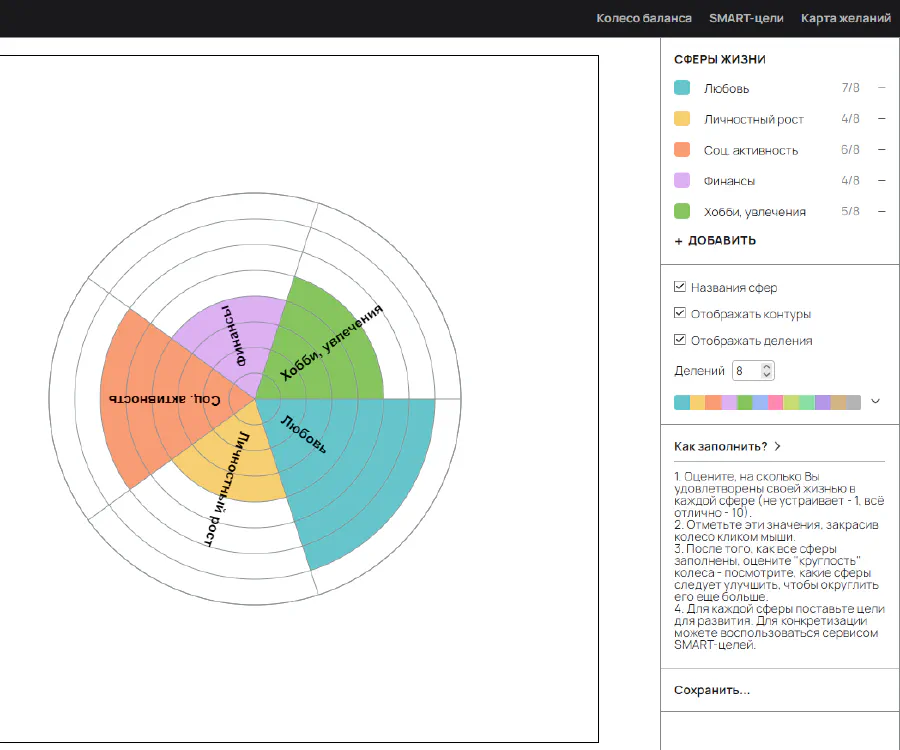 Колесо баланса SMART-цели Карта желаний
СФЕРЫ ЖИЗНИ
Любовь 7/8 –
Личностный рост 4/8 –
Соц. активность 6/8 –
Финансы 4/8 –
Хобби, увлечения 5/8 –
+ ДОБАВИТЬ
Названия сфер
Отображать контуры
Отображать деления
Делений 8
Как заполнить? >
1. Оцените, на сколько Вы
удовлетворены своей жизнью в
каждой сфере (не устраивает - 1, всё
отлично - 10).
2. Отметьте эти значения, закрасив
колесо кликом мыши.
3. После того, как все сферы
заполнены, оцените "круглость"
колеса - посмотрите, какие сферы
следует улучшить, чтобы округлить
его еще больше.
4. Для каждой сферы поставьте цели
для развития. Для конкретизации
можете воспользоваться сервисом
SMART-целей.
Сохранить...
Финансы
Хобби, увлечения
Соц. активность
Любовь
Личностный рост